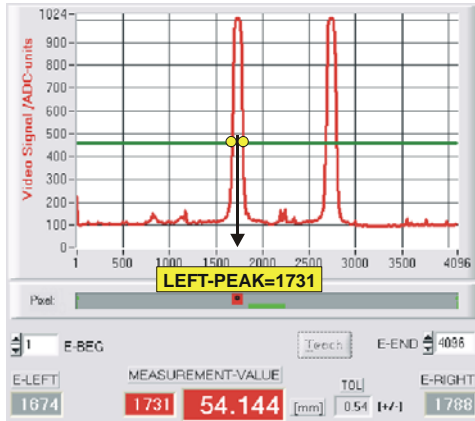 Video Signal /ADC-units
1024
900
800
700
600
500
400
300
200
100
0
1 500 1000 1500 2000 2500 3000 3500 4096
LEFT-PEAK=1731
Pixel:
1 E-BEG Teach E-END 4096
E-LEFT MEASUREMENT-VALUE TOL E-RIGHT
1674 1731 54.144 [mm] 0.54 [+/-] 1788